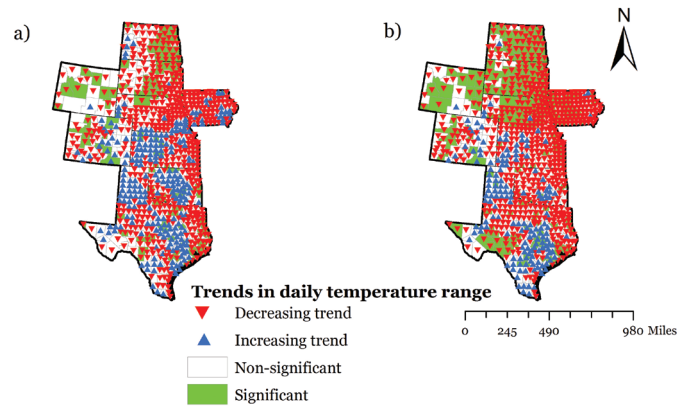 a)
b)
N
Trends in daily temperature range
Decreasing trend
Increasing trend
Non-significant
Significant
0 245 490 980 Miles